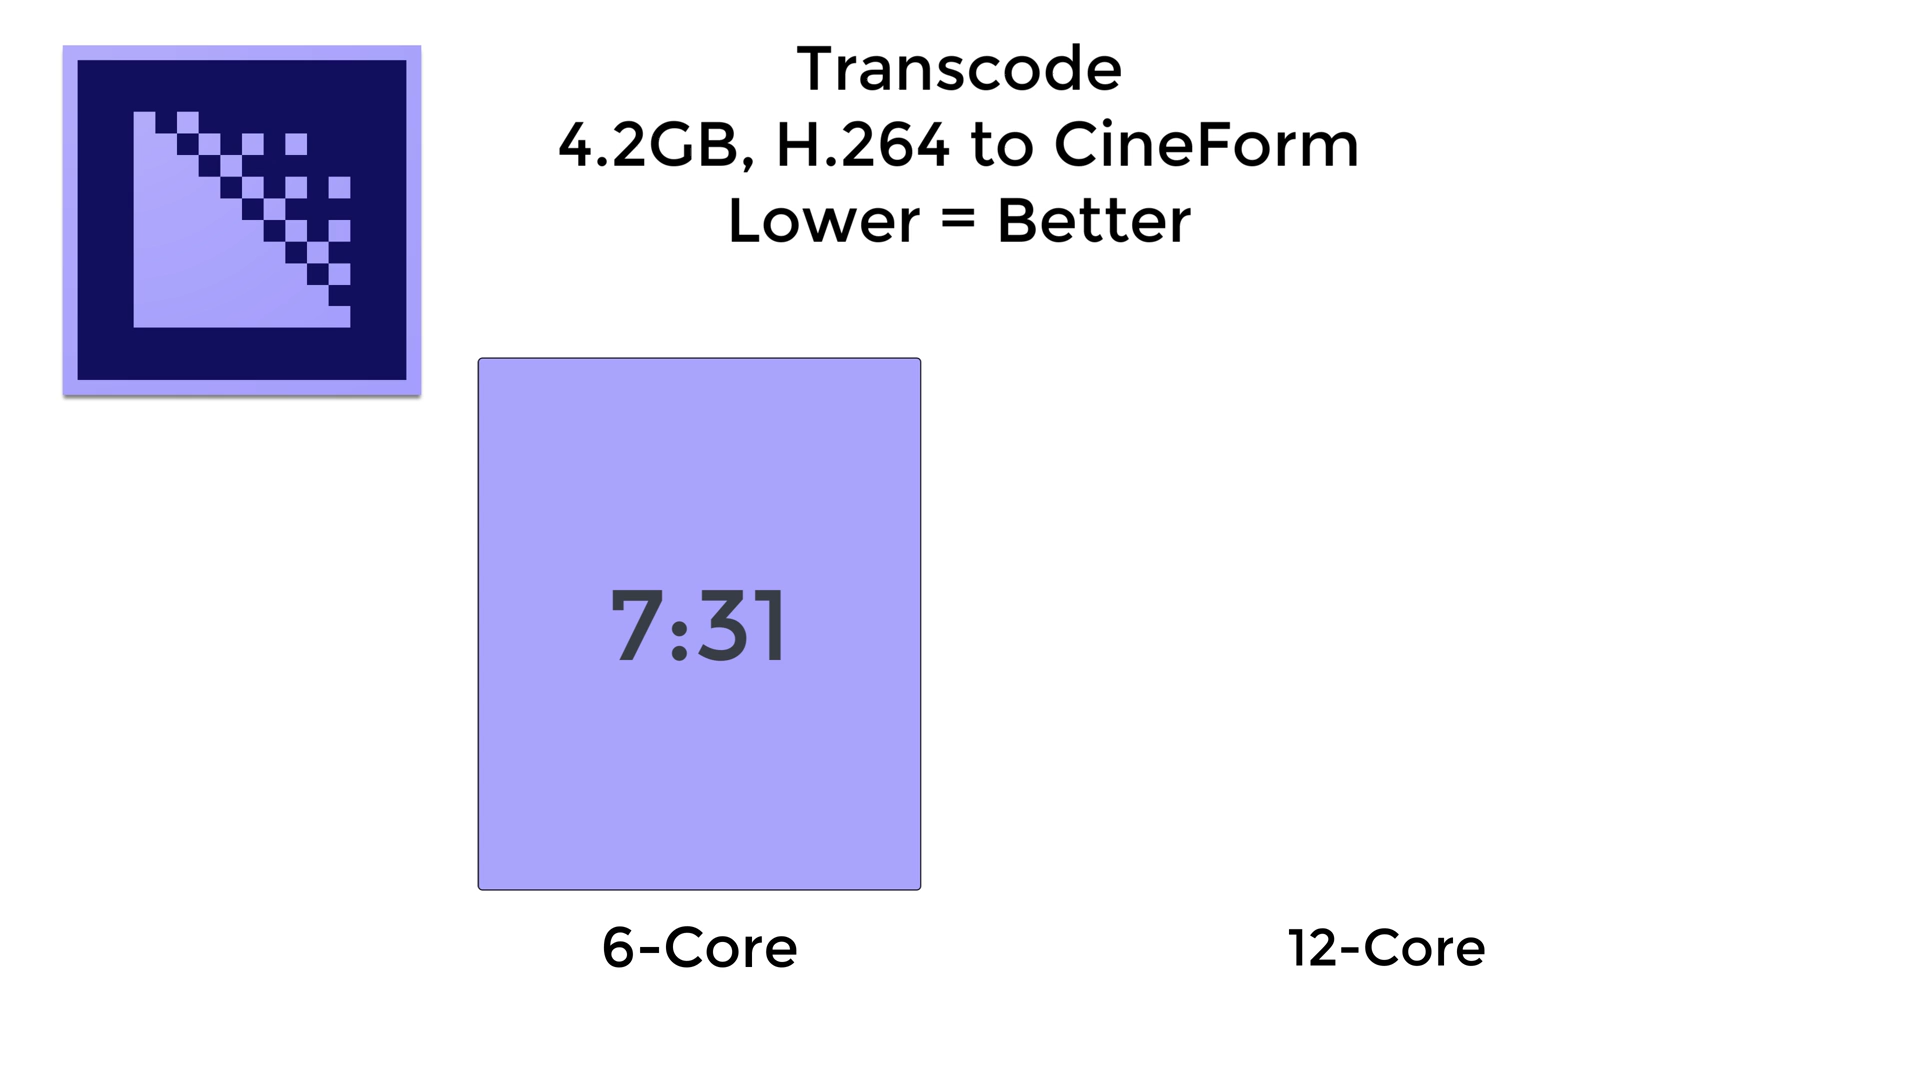 Transcode
4.2GB, H.264 to CineForm
Lower = Better
7:31
6-Core
12-Core